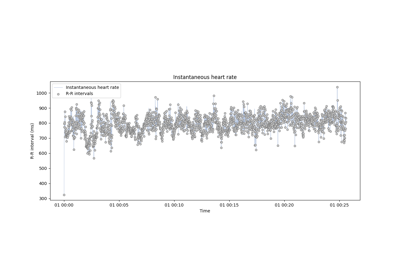 Instantaneous heart rate
Instantaneous heart rate
R-R intervals
1000
900
800
700
600
500
400
300
R-R interval (ms)
01 00:00
01 00:05
01 00:10
01 00:15
01 00:20
01 00:25
Time